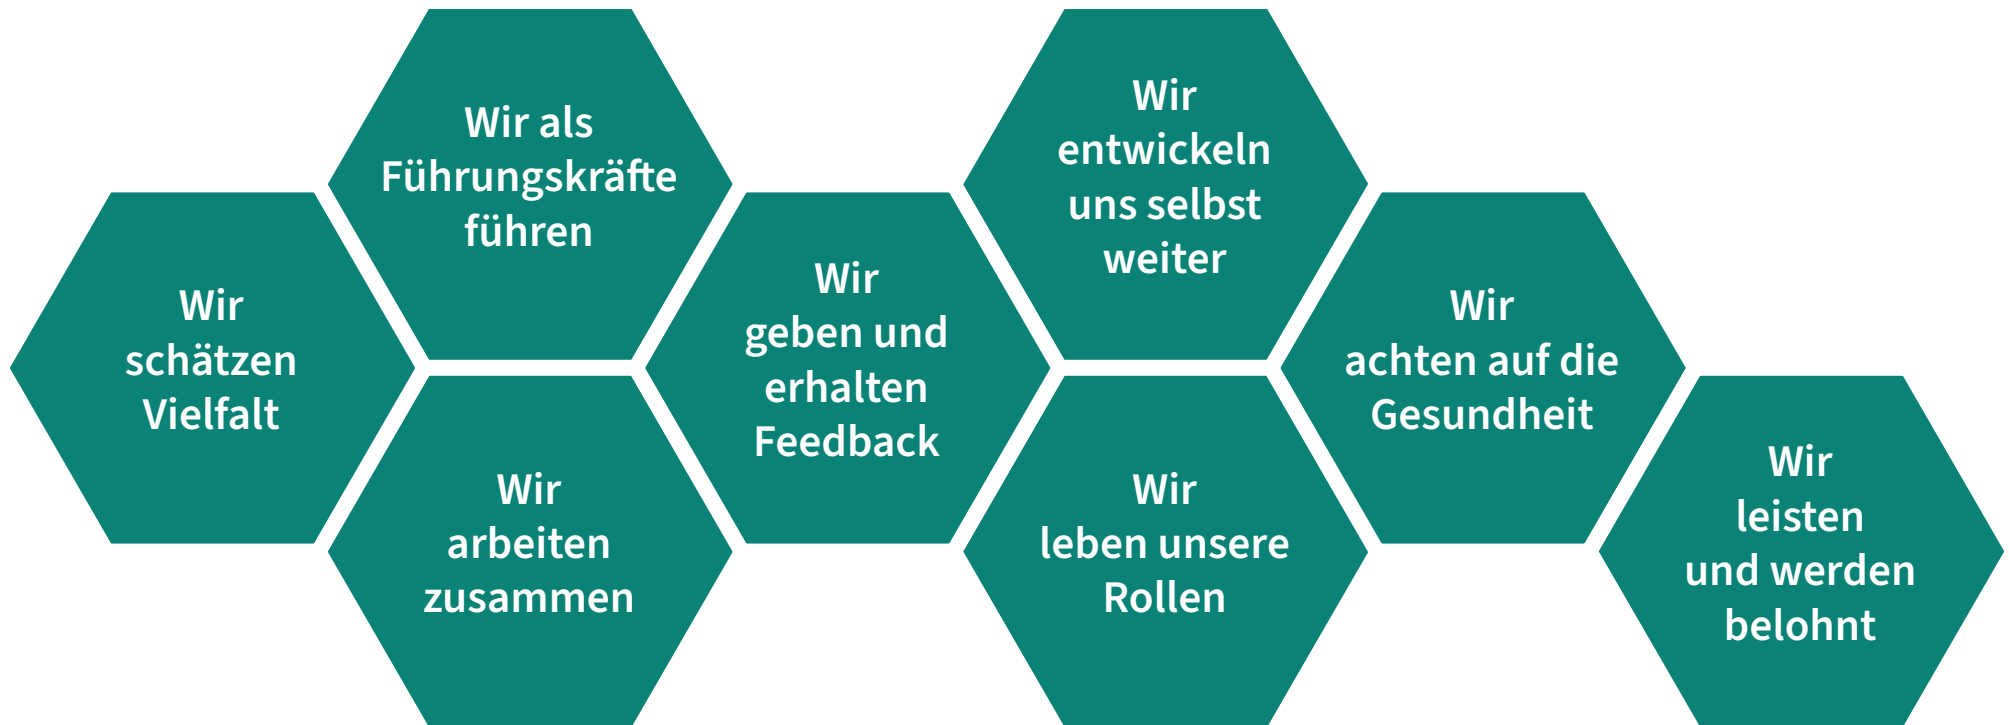 Wir
schätzen
Vielfalt
Wir als
Führungskräfte
führen
Wir
arbeiten
zusammen
Wir
geben und
erhalten
Feedback
Wir
entwickeln
uns selbst
weiter
Wir
leben unsere
Rollen
Wir
achten auf die
Gesundheit
Wir
leisten
und werden
belohnt